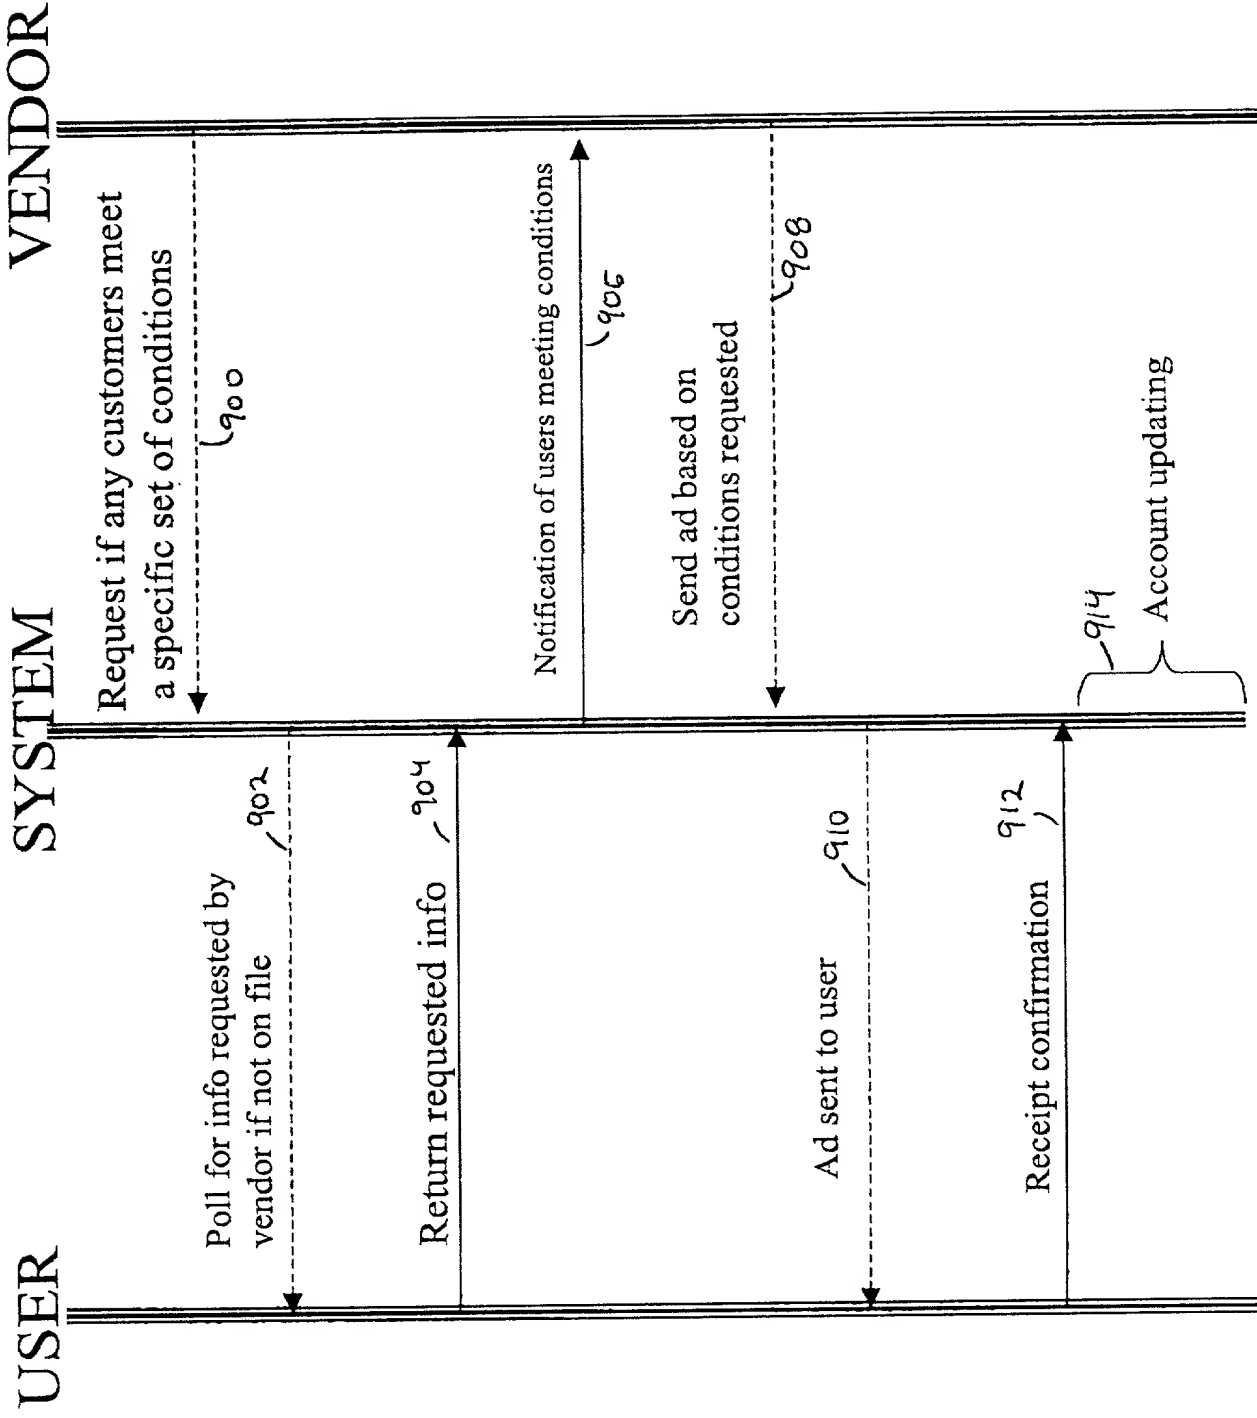 USER
SYSTEM
VENDOR
Request if any customers meet
a specific set of conditions
900
Poll for info requested by
vendor if not on file
902
Return requested info
904
Notification of users meeting conditions
906
Send ad based on
conditions requested
908
Ad sent to user
910
Receipt confirmation
912
914
Account updating